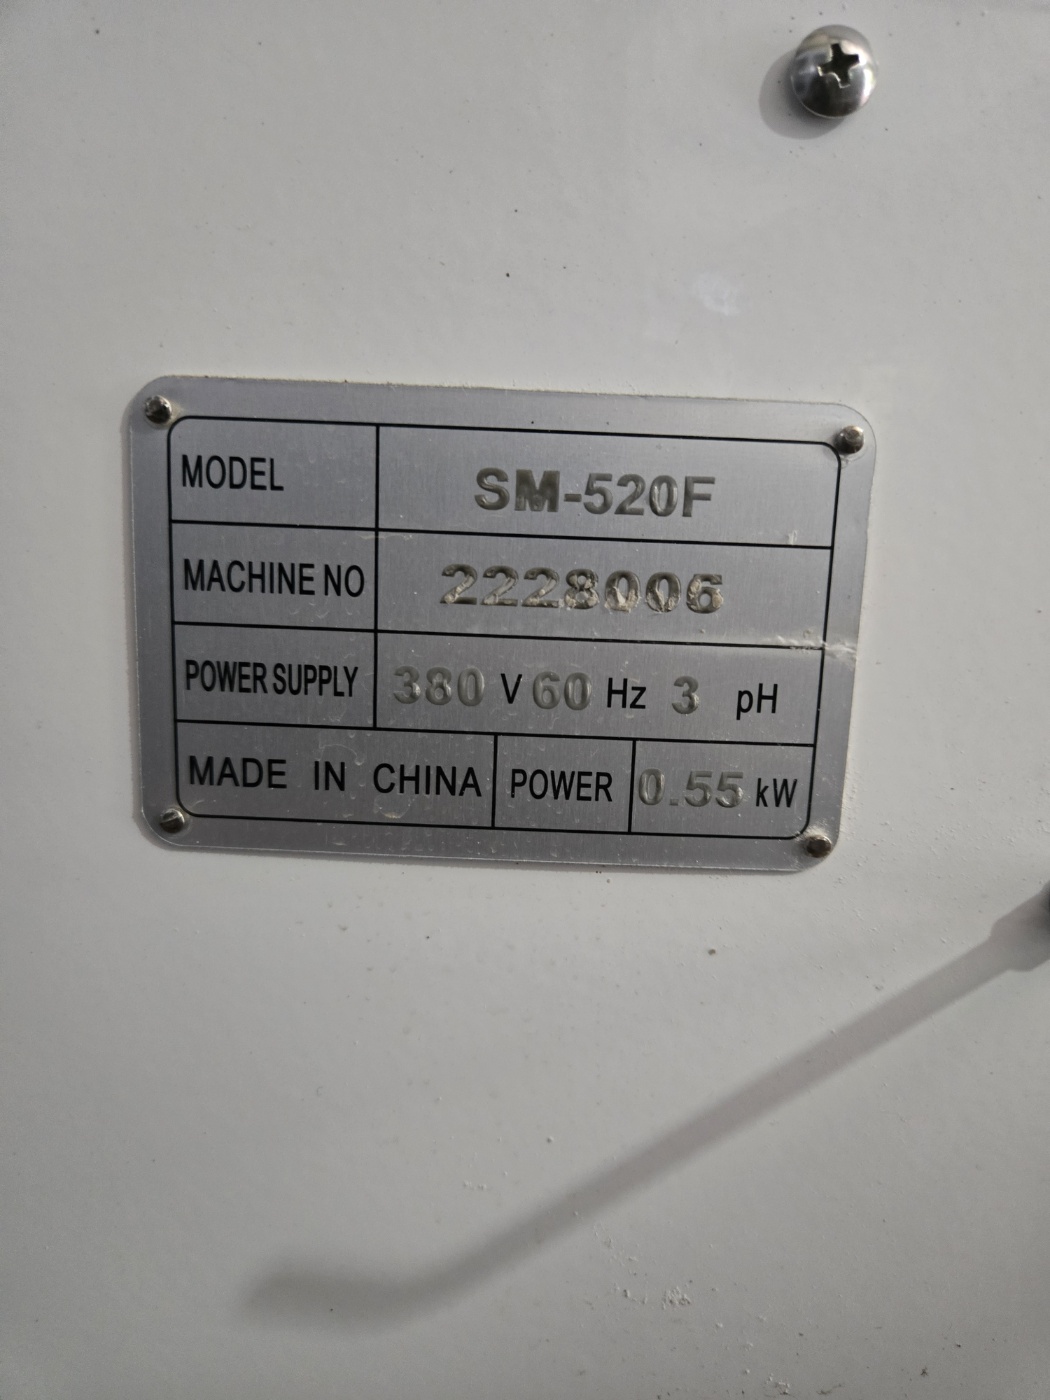 MODEL SM-520F
MACHINE NO 2228006
POWER SUPPLY 380 V 60 Hz 3 pH
MADE IN CHINA POWER 0.55 kW